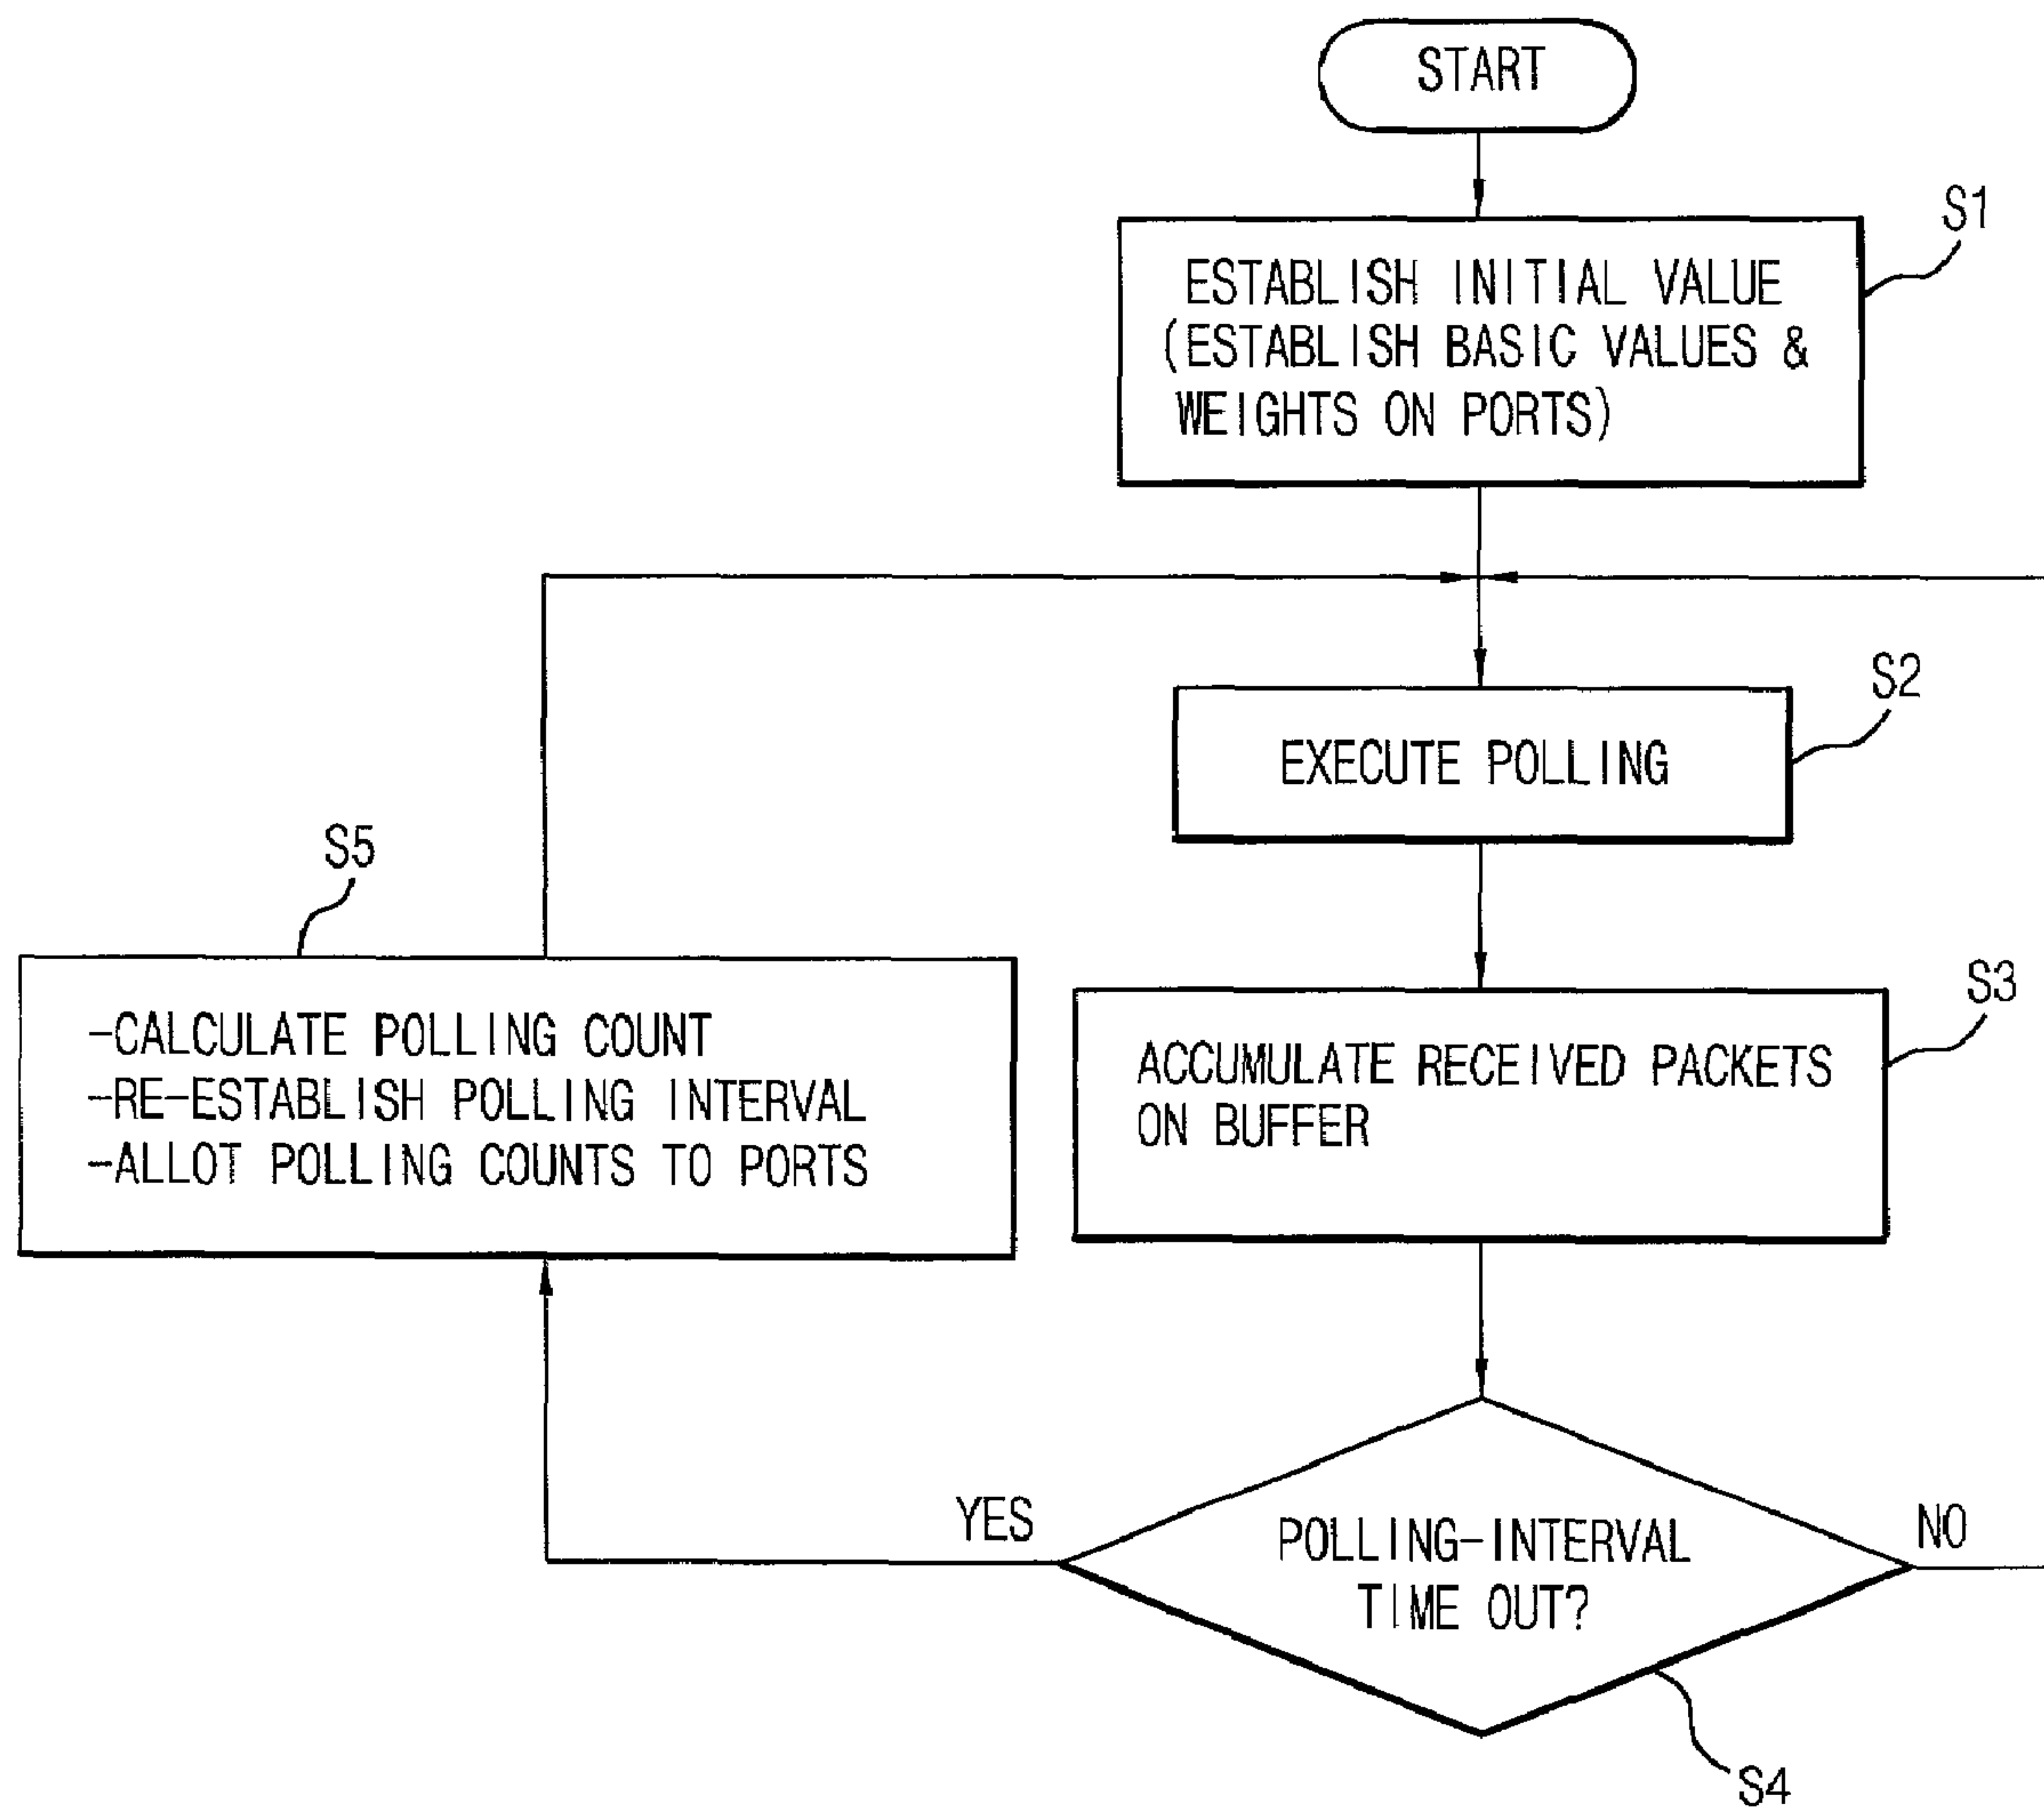 START
S1
ESTABLISH INITIAL VALUE
(ESTABLISH BASIC VALUES &
WEIGHTS ON PORTS)
S2
EXECUTE POLLING
S5
-CALCULATE POLLING COUNT
-RE-ESTABLISH POLLING INTERVAL
-ALLOT POLLING COUNTS TO PORTS
S3
ACCUMULATE RECEIVED PACKETS
ON BUFFER
YES
POLLING-INTERVAL
TIME OUT?
NO
S4